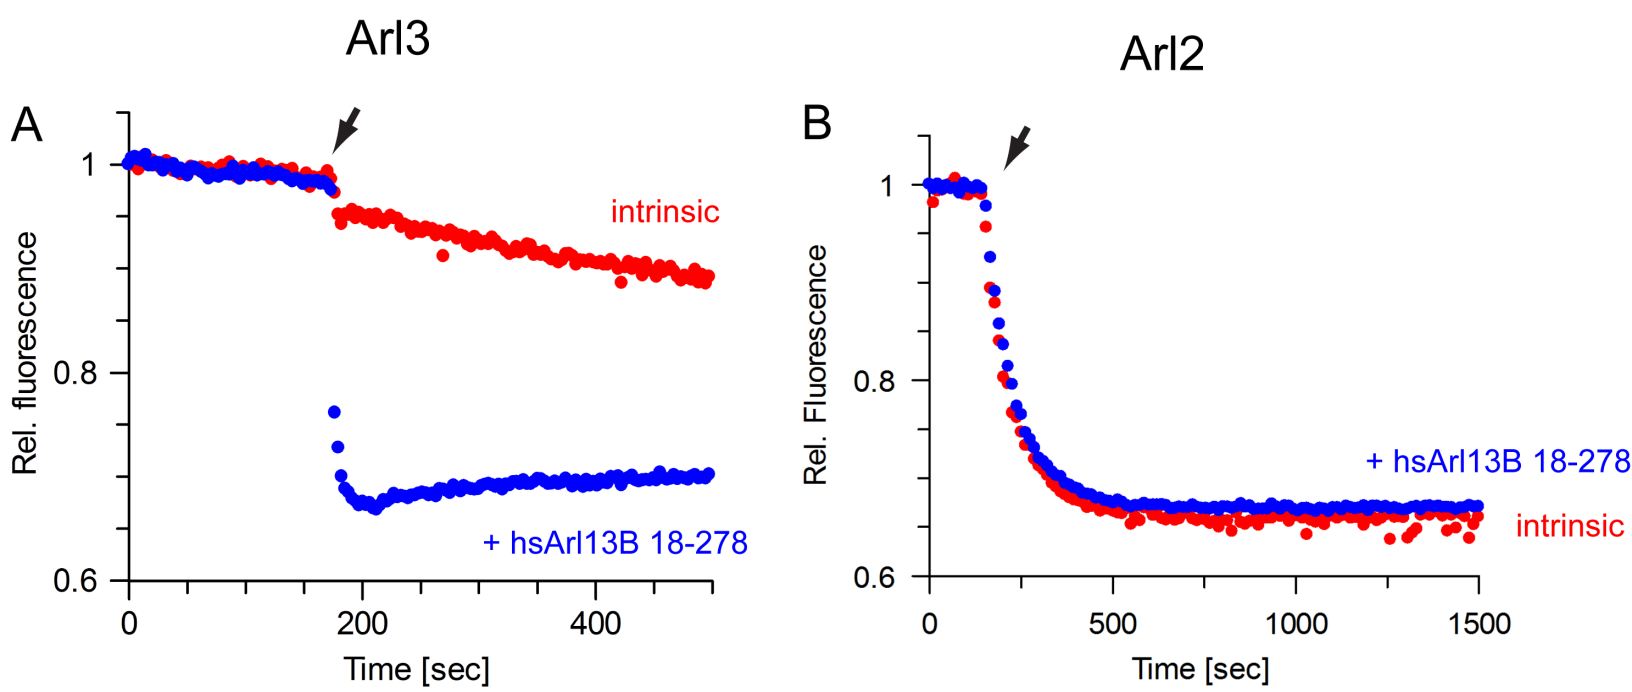 Arl3
A
1
0.8
0.6
Rel. fluorescence
intrinsic
+ hsArl13B 18-278
0
200
400
Time [sec]
Arl2
B
1
0.8
0.6
Rel. Fluorescence
+ hsArl13B 18-278
intrinsic
0
500
1000
1500
Time [sec]